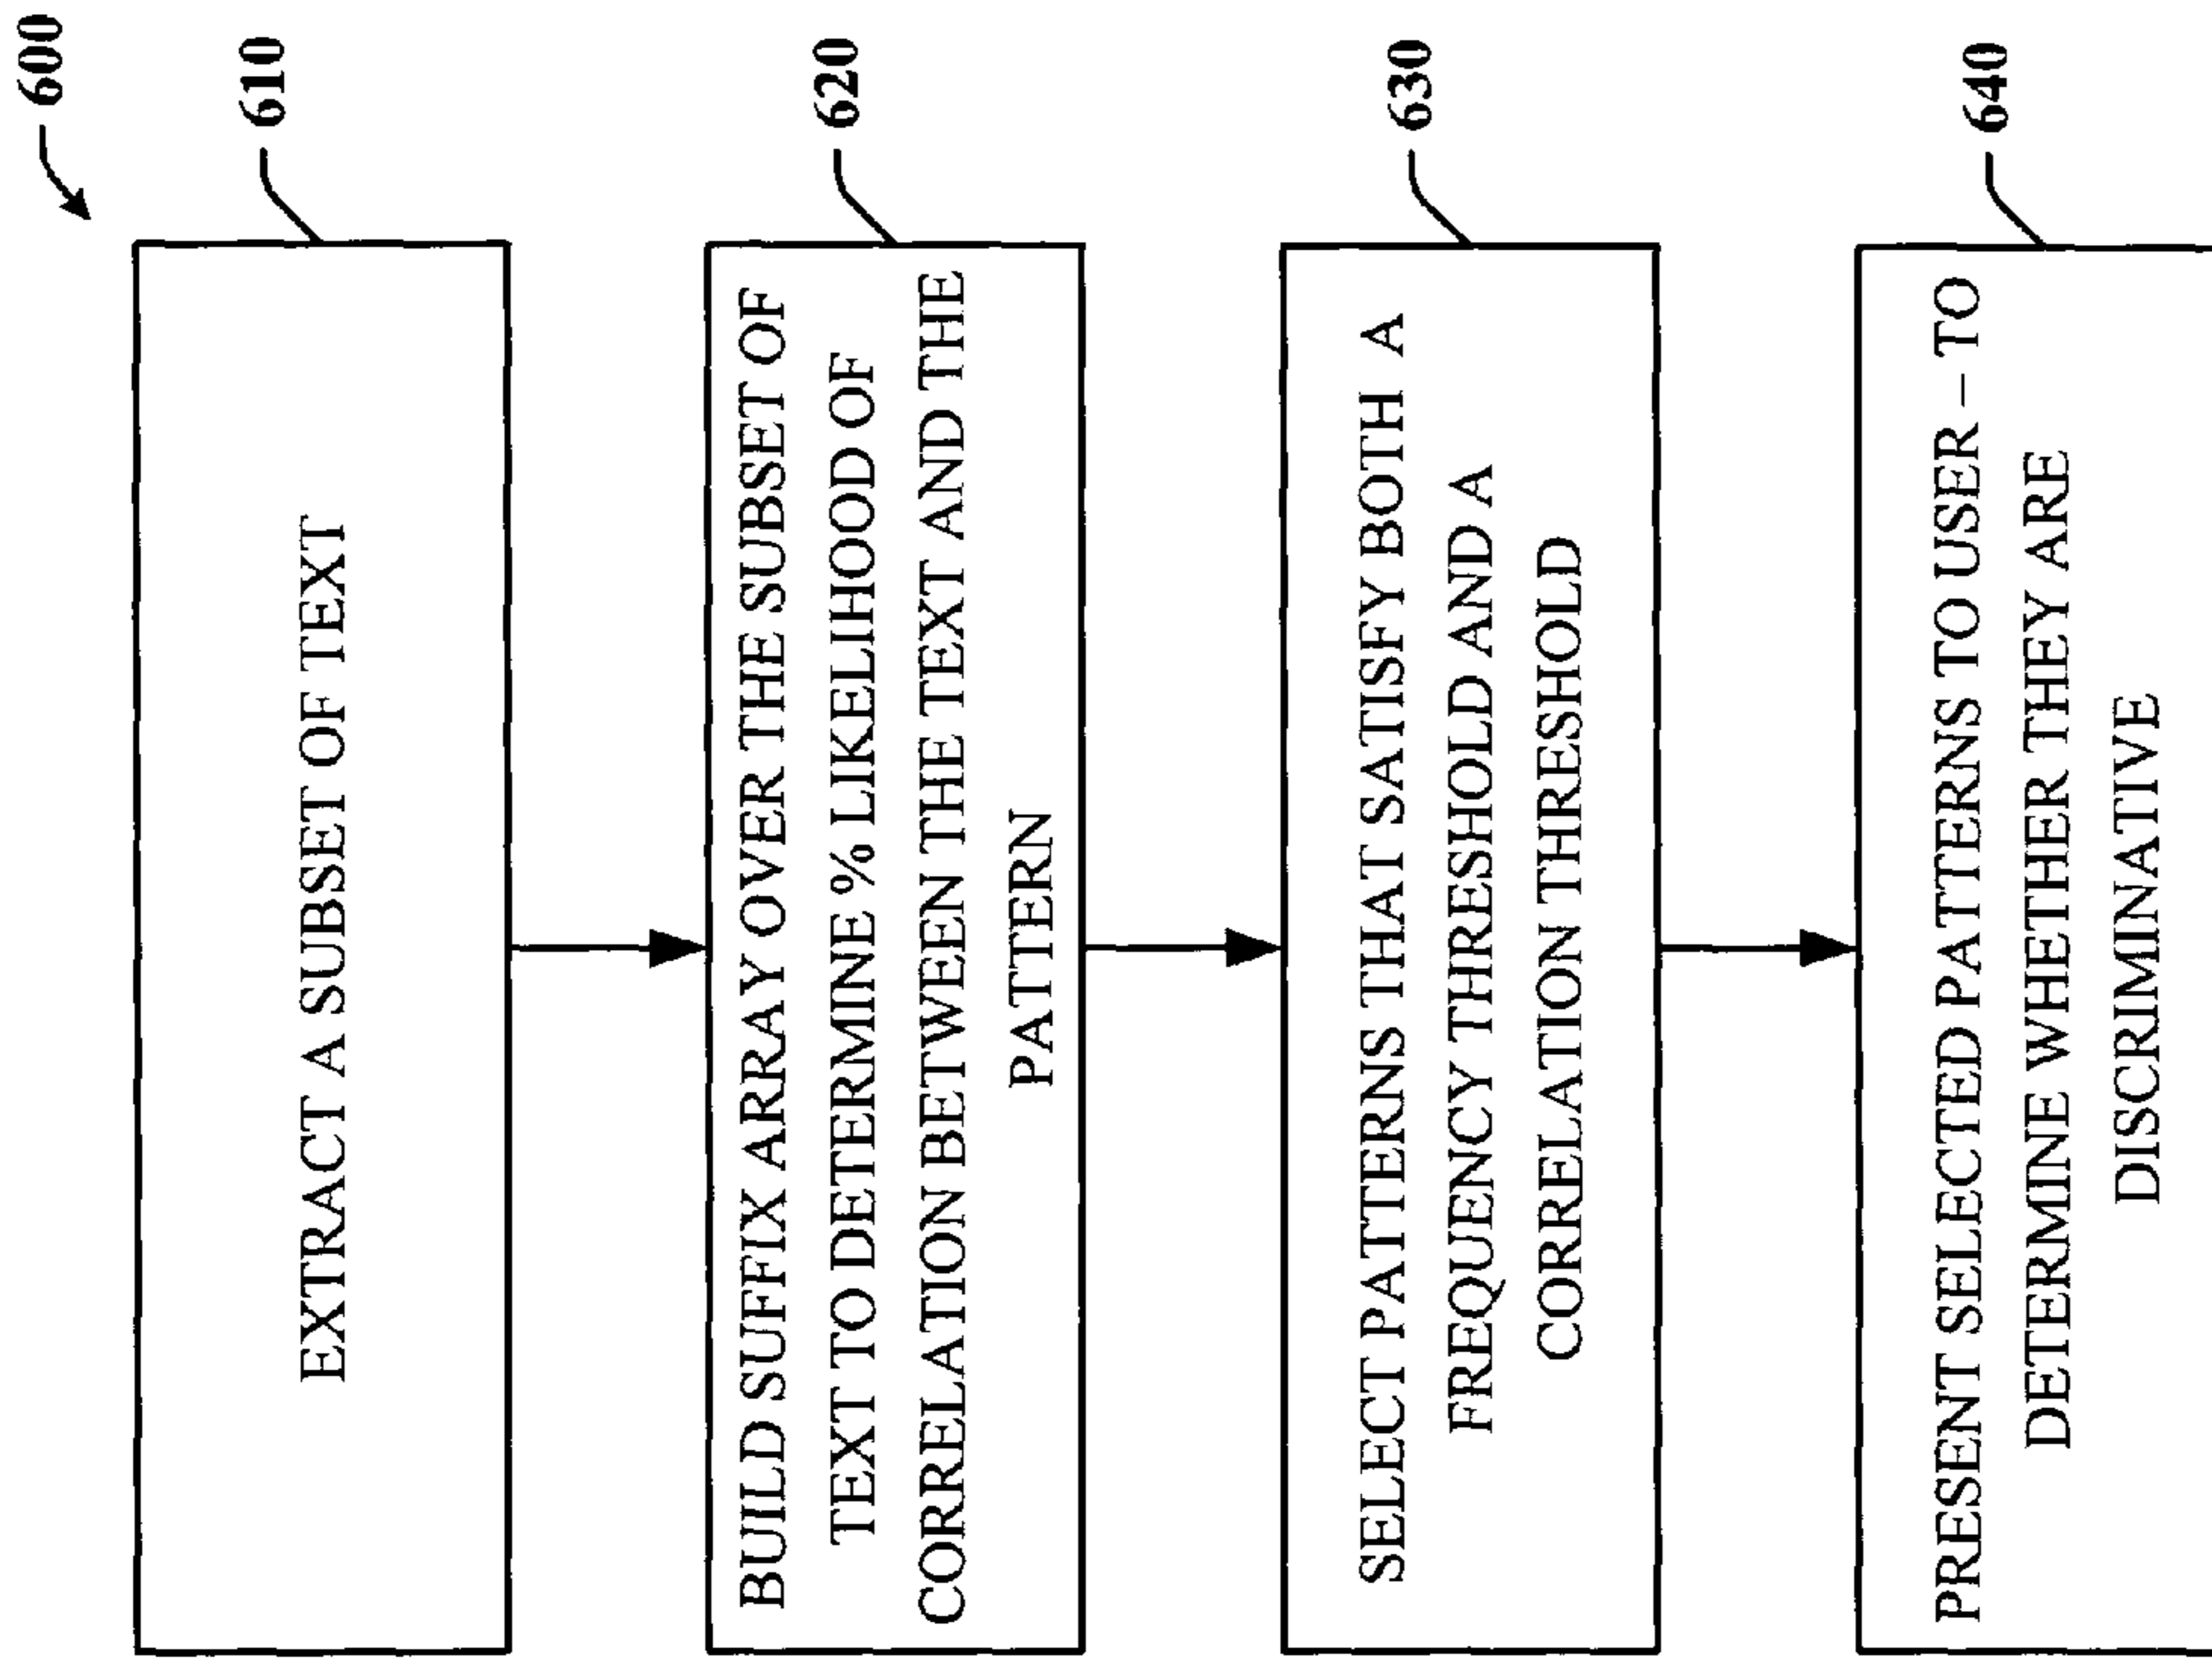 600
610
EXTRACT A SUBSET OF TEXT
620
BUILD SUFFIX ARRAY OVER THE SUBSET OF
TEXT TO DETERMINE % LIKELIHOOD OF
CORRELATION BETWEEN THE TEXT AND THE
PATTERN
630
SELECT PATTERNS THAT SATISFY BOTH A
FREQUENCY THRESHOLD AND A
CORRELATION THRESHOLD
640
PRESENT SELECTED PATTERNS TO USER – TO
DETERMINE WHETHER THEY ARE
DISCRIMINATIVE